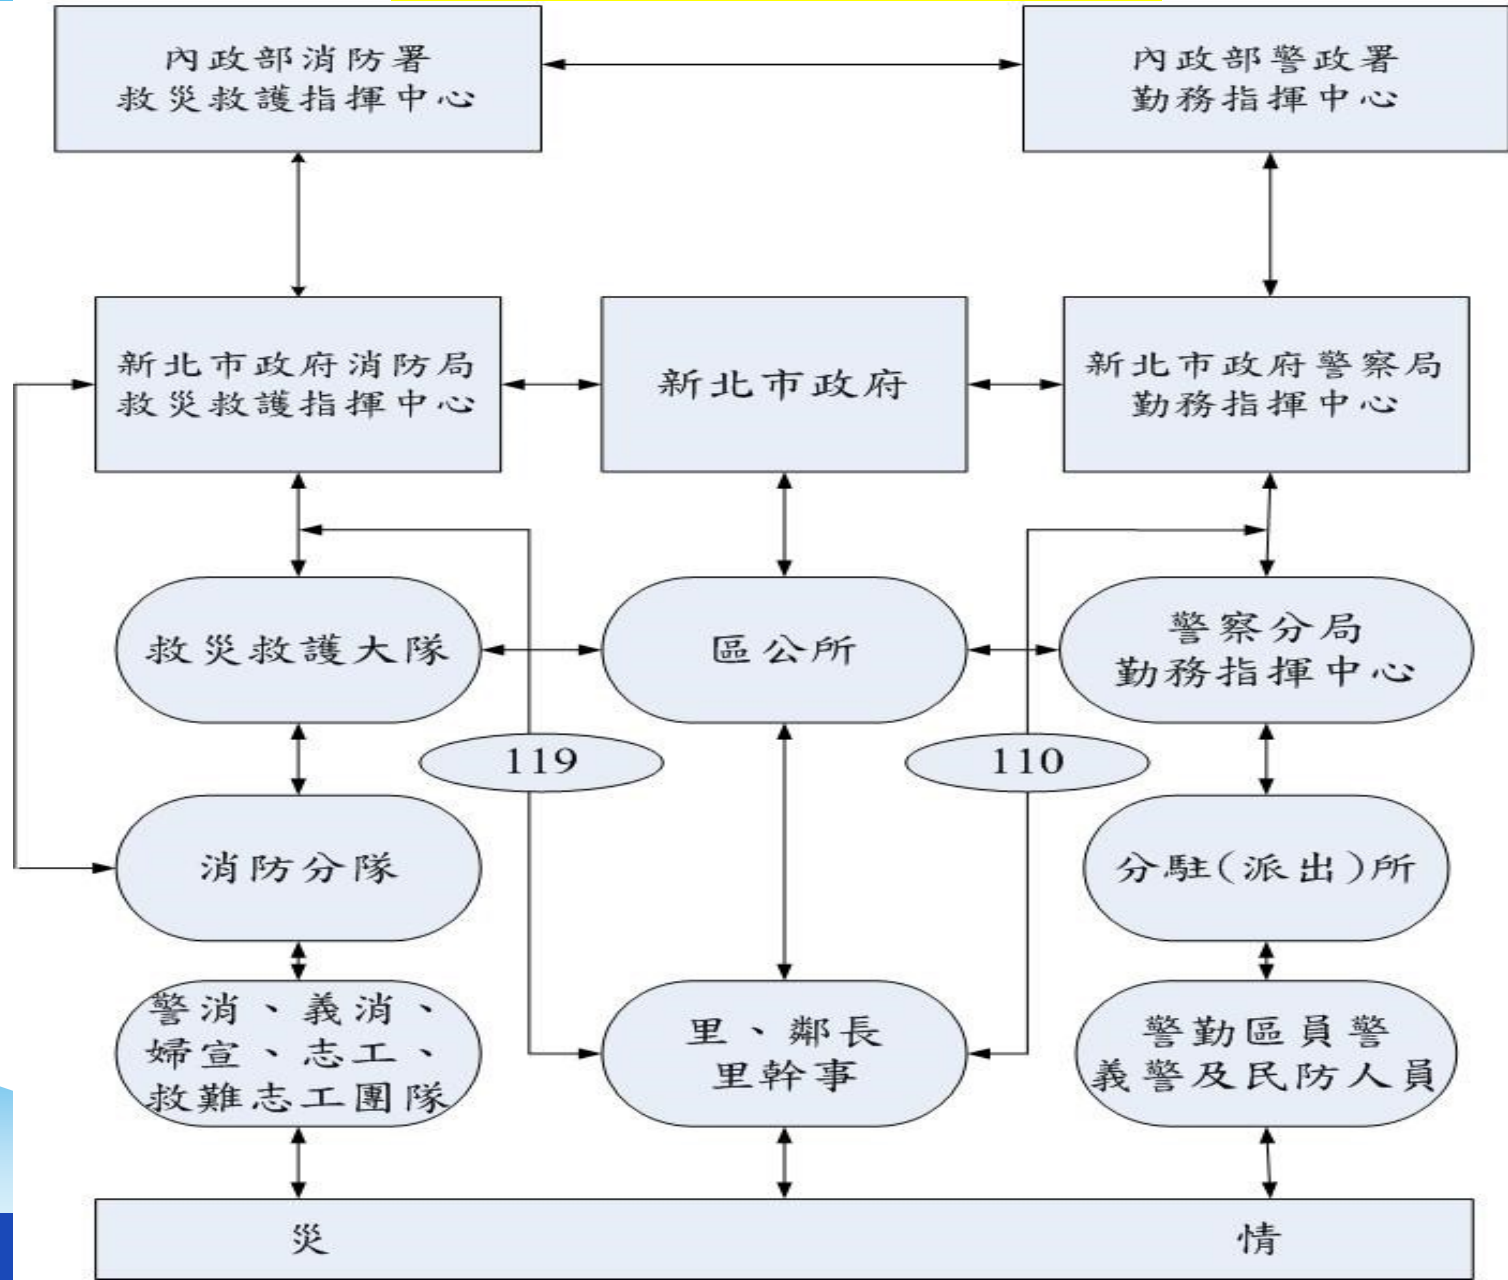 內政部消防署
救災救護指揮中心
內政部警政署
勤務指揮中心
新北市政府消防局
救災救護指揮中心
新北市政府
新北市政府警察局
勤務指揮中心
救災救護大隊
區公所
警察分局
勤務指揮中心
119
110
消防分隊
分駐(派出)所
警消、義消、
婦宣、志工、
救難志工團隊
里、鄰長
里幹事
警勤區員警
義警及民防人員
災 情